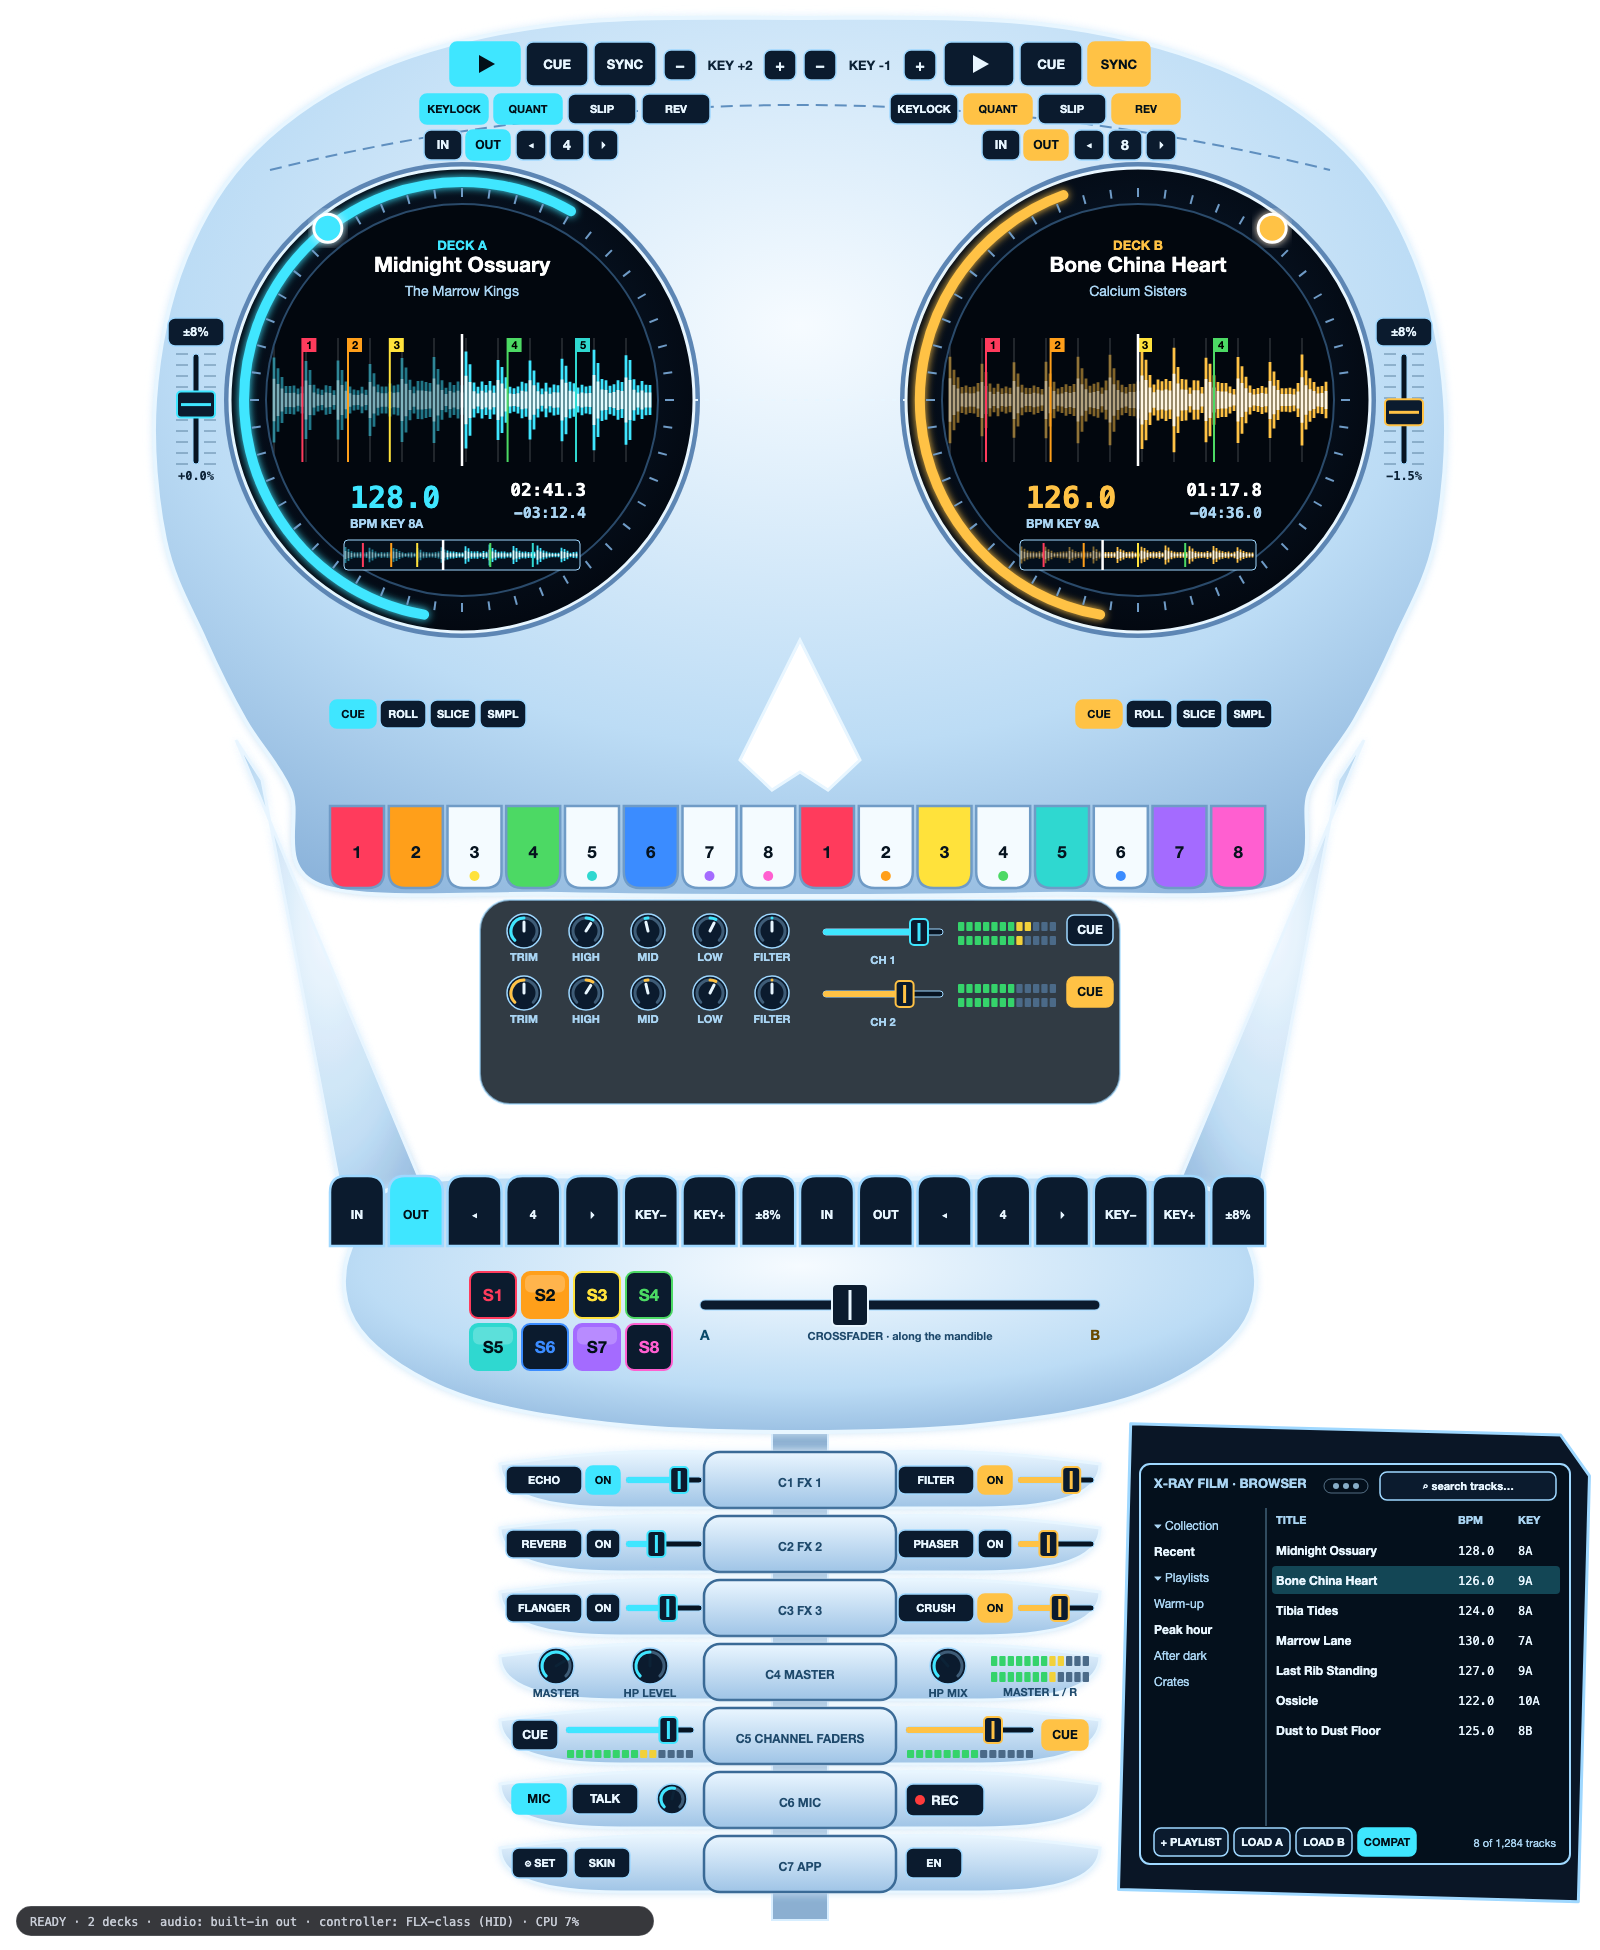 CUE SYNC − KEY +2 + − KEY -1 + CUE SYNC
KEYLOCK QUANT SLIP REV KEYLOCK QUANT SLIP REV
IN OUT ◂ 4 ▸ IN OUT ◂ 8 ▸
DECK A
Midnight Ossuary
The Marrow Kings
1 2 3 4 5
128.0
BPM KEY 8A
02:41.3
−03:12.4
±8%
+0.0%
DECK B
Bone China Heart
Calcium Sisters
1 2 3 4
126.0
BPM KEY 9A
01:17.8
−04:36.0
±8%
−1.5%
CUE ROLL SLICE SMPL CUE ROLL SLICE SMPL
1 2 3 4 5 6 7 8 1 2 3 4 5 6 7 8
TRIM HIGH MID LOW FILTER CH 1 CUE
TRIM HIGH MID LOW FILTER CH 2 CUE
IN OUT ◂ 4 ▸ KEY− KEY+ ±8% IN OUT ◂ 4 ▸ KEY− KEY+ ±8%
S1 S2 S3 S4
S5 S6 S7 S8
A CROSSFADER · along the mandible B
ECHO ON C1 FX 1 FILTER ON
REVERB ON C2 FX 2 PHASER ON
FLANGER ON C3 FX 3 CRUSH ON
MASTER HP LEVEL C4 MASTER HP MIX MASTER L / R
CUE C5 CHANNEL FADERS CUE
MIC TALK C6 MIC REC
⚙ SET SKIN C7 APP EN
X-RAY FILM · BROWSER
⌕ search tracks...
▾ Collection
Recent
▾ Playlists
Warm-up
Peak hour
After dark
Crates
TITLE BPM KEY
Midnight Ossuary 128.0 8A
Bone China Heart 126.0 9A
Tibia Tides 124.0 8A
Marrow Lane 130.0 7A
Last Rib Standing 127.0 9A
Ossicle 122.0 10A
Dust to Dust Floor 125.0 8B
+ PLAYLIST LOAD A LOAD B COMPAT 8 of 1,284 tracks
READY · 2 decks · audio: built−in out · controller: FLX−class (HID) · CPU 7%